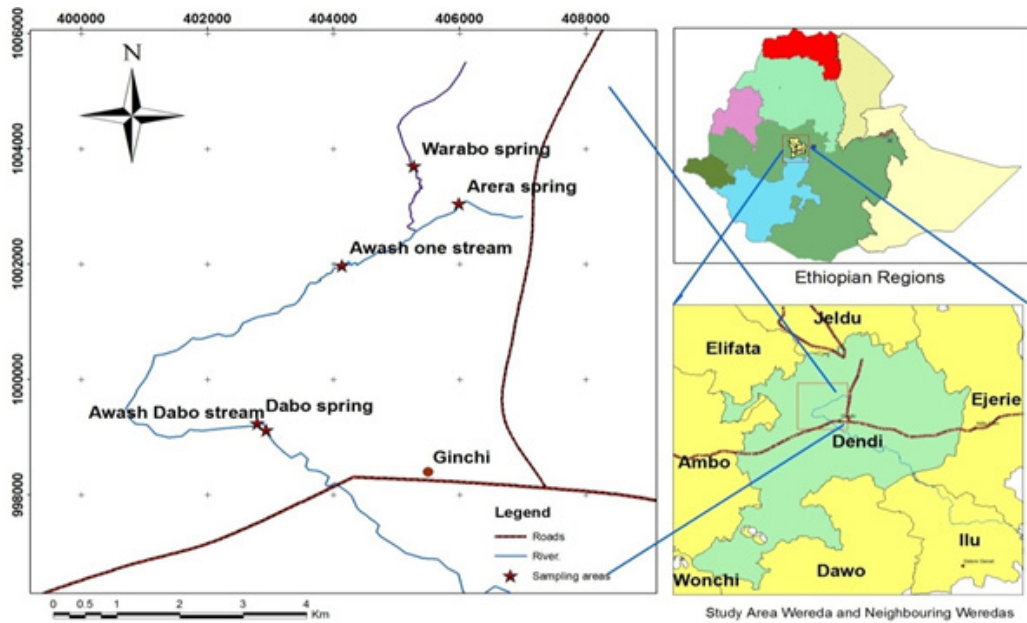 400000 402000 404000 406000 408000
1006000
1004000
1002000
1000000
998000
N
Warabo spring
Arera spring
Awash one stream
Awash Dabo stream
Dabo spring
Ginchi
Legend
Roads
River.
Sampling areas
0 0.5 1 2 3 4
Km
Ethiopian Regions
Jeldu
Elifata
Ejerie
Dendi
Ambo
Ilu
Dawo
Wonchi
Study Area Wereda and Neighbouring Weredas